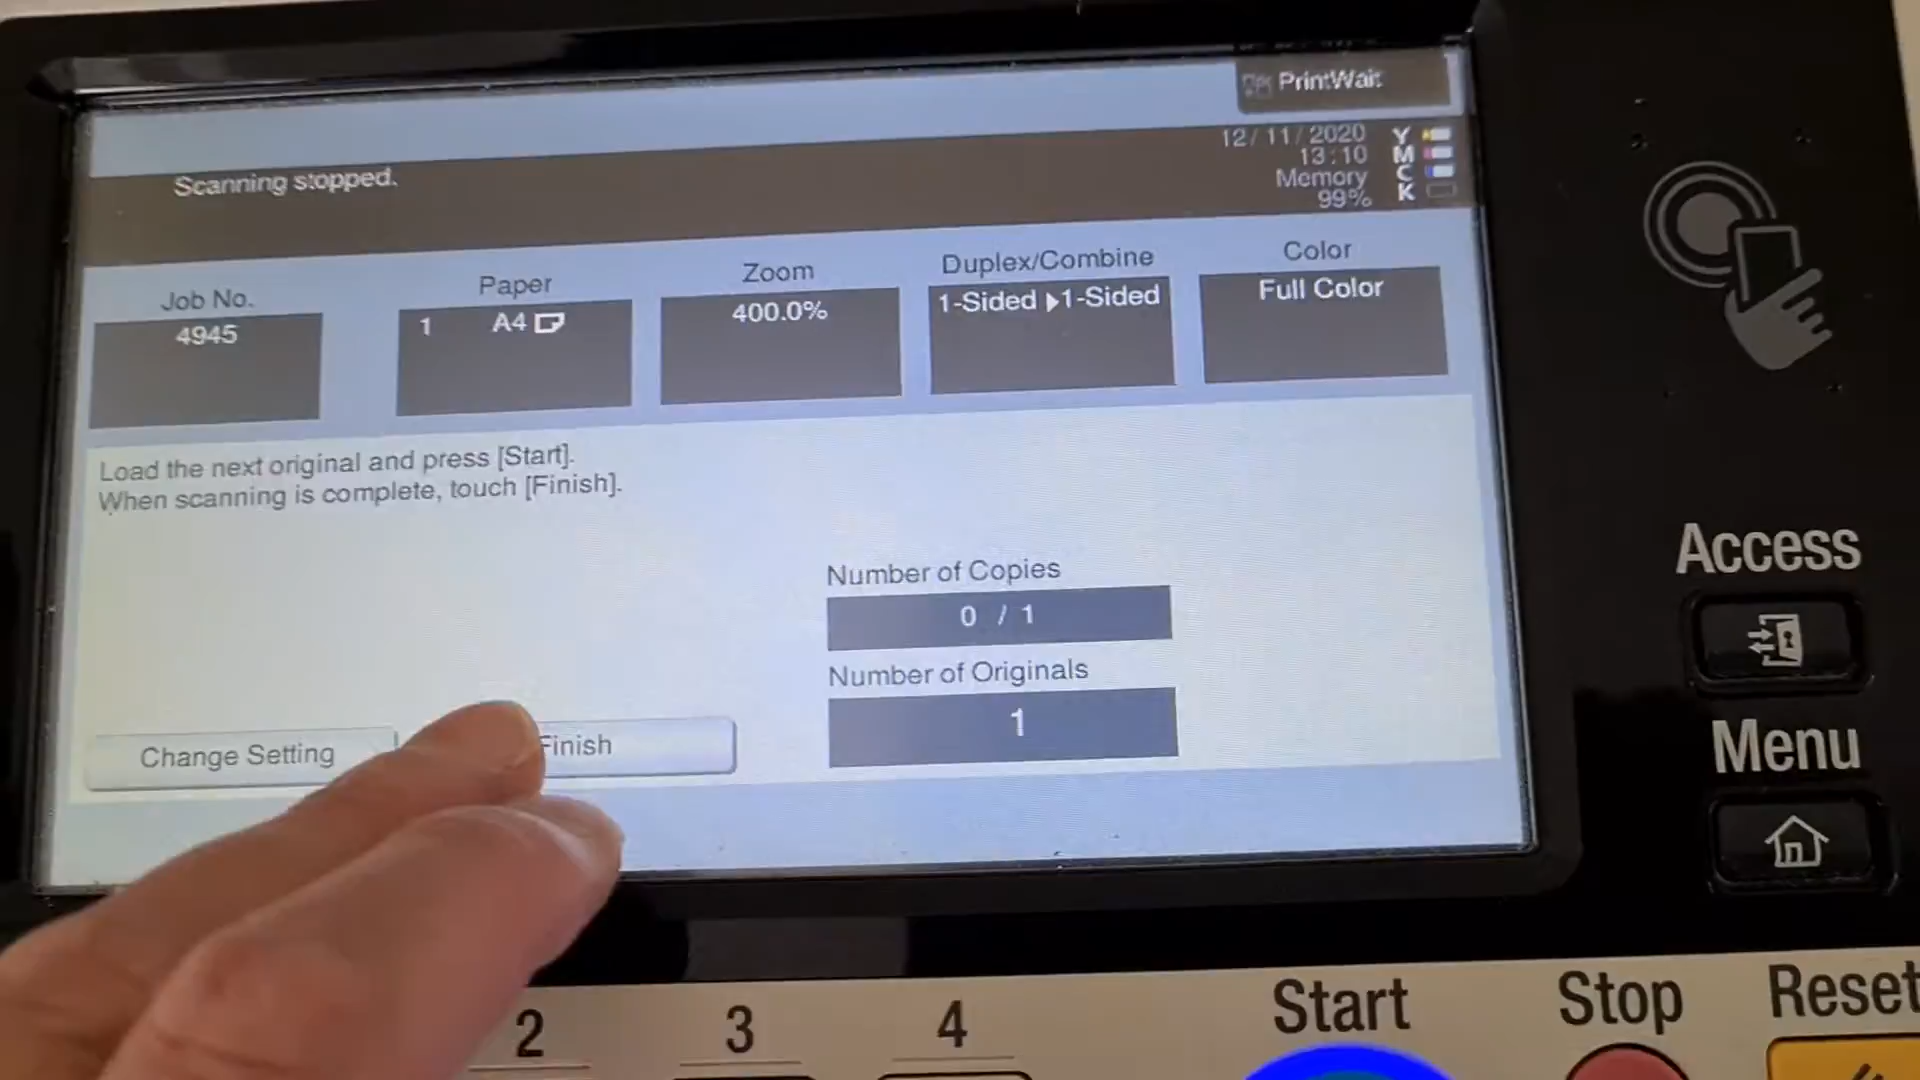 PrintWait
12/11/2020
13:10
Memory
99%
Y
M
C
K
Scanning stopped.
Job No.
4945
Paper
1 A4
Zoom
400.0%
Duplex/Combine
1-Sided ▶1-Sided
Color
Full Color
Load the next original and press [Start].
When scanning is complete, touch [Finish].
Number of Copies
0 / 1
Number of Originals
1
Change Setting
Finish
Access
Menu
2
3
4
Start
Stop
Reset